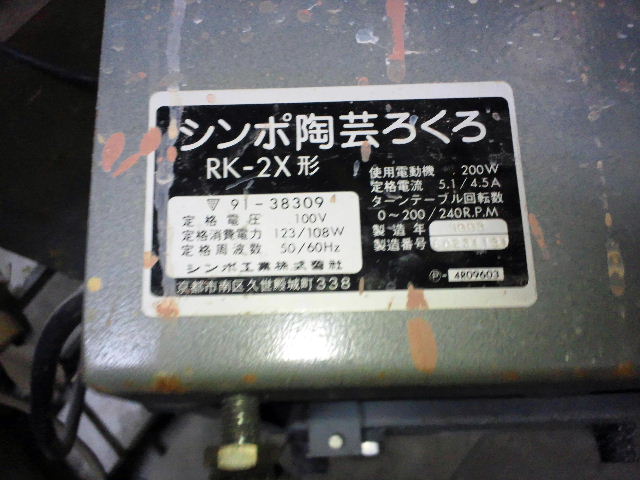 シンポ陶芸ろくろ
RK-2X形
▽ 91-38309
定格電圧 100V
定格消費電力 123/108W
定格周波数 50/60Hz
シンポ工業株式會社
京都市南区久世殿城町338
使用電動機 200W
定格電流 5.1/4.5A
ターンテーブル回転数
0~200/240R.P.M
製造年
製造番号
Ⓟ-4809603